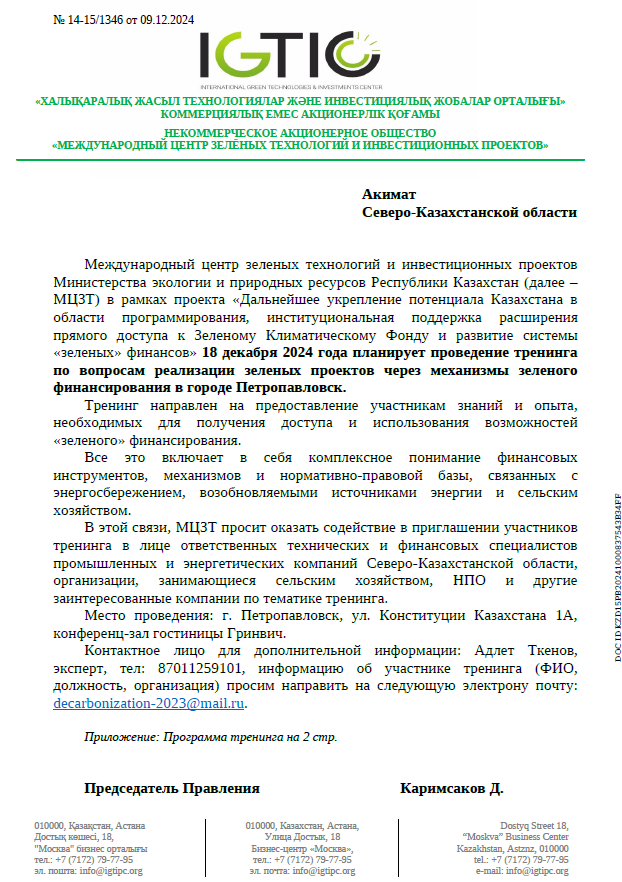 № 14-15/1346 от 09.12.2024
IGTIC
INTERNATIONAL GREEN TECHNOLOGIES & INVESTMENTS CENTER
«ХАЛЫҚАРАЛЫҚ ЖАСЫЛ ТЕХНОЛОГИЯЛАР ЖӘНЕ ИНВЕСТИЦИЯЛЫҚ ЖОБАЛАР ОРТАЛЫҒЫ»
КОММЕРЦИЯЛЫҚ ЕМЕС АКЦИОНЕРЛІК ҚОҒАМЫ
НЕКОММЕРЧЕСКОЕ АКЦИОНЕРНОЕ ОБЩЕСТВО
«МЕЖДУНАРОДНЫЙ ЦЕНТР ЗЕЛЁНЫХ ТЕХНОЛОГИЙ И ИНВЕСТИЦИОННЫХ ПРОЕКТОВ»
Акимат
Северо-Казахстанской области
Международный центр зеленых технологий и инвестиционных проектов
Министерства экологии и природных ресурсов Республики Казахстан (далее –
МЦЗТ) в рамках проекта «Дальнейшее укрепление потенциала Казахстана в
области программирования, институциональная поддержка расширения
прямого доступа к Зеленому Климатическому Фонду и развитие системы
«зеленых» финансов» 18 декабря 2024 года планирует проведение тренинга
по вопросам реализации зеленых проектов через механизмы зеленого
финансирования в городе Петропавловск.
Тренинг направлен на предоставление участникам знаний и опыта,
необходимых для получения доступа и использования возможностей
«зеленого» финансирования.
Все это включает в себя комплексное понимание финансовых
инструментов, механизмов и нормативно-правовой базы, связанных с
энергосбережением, возобновляемыми источниками энергии и сельским
хозяйством.
В этой связи, МЦЗТ просит оказать содействие в приглашении участников
тренинга в лице ответственных технических и финансовых специалистов
промышленных и энергетических компаний Северо-Казахстанской области,
организации, занимающиеся сельским хозяйством, НПО и другие
заинтересованные компании по тематике тренинга.
Место проведения: г. Петропавловск, ул. Конституции Казахстана 1А,
конференц-зал гостиницы Гринвич.
Контактное лицо для дополнительной информации: Адлет Ткенов,
эксперт, тел: 87011259101, информацию об участнике тренинга (ФИО,
должность, организация) просим направить на следующую электрону почту:
decarbonization-2023@mail.ru.
Приложение: Программа тренинга на 2 стр.
Председатель Правления Каримсаков Д.
010000, Қазақстан, Астана
Достық көшесі, 18,
"Москва" бизнес орталығы
тел.: +7 (7172) 79-77-95
эл. пошта: info@igtipc.org
010000, Казахстан, Астана,
Улица Достык, 18
Бизнес-центр «Москва»,
тел.: +7 (7172) 79-77-95
эл. почта: info@igtipc.org
Dostyq Street 18,
“Moskva” Business Center
Kazakhstan, Astznz, 010000
tel.: +7 (7172) 79-77-95
e-mail: info@igtipc.org
DOC ID KZD15PB202410000837543B34FF